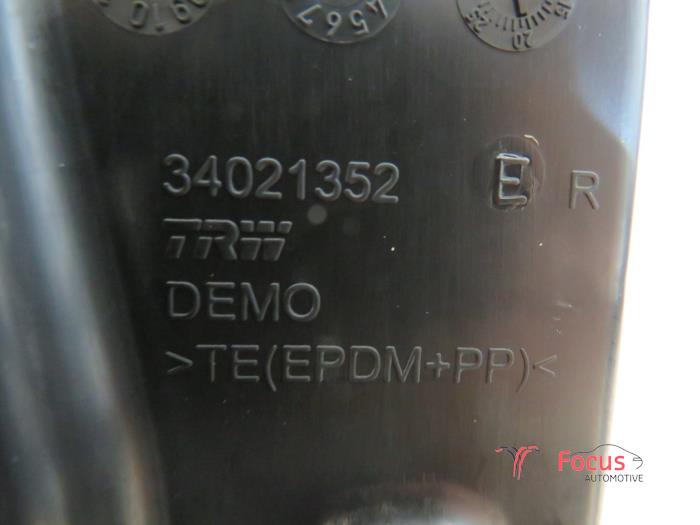 34021352 E R
TRW
DEMO
>TE(EPDM+PP)<
Focus
AUTOMOTIVE